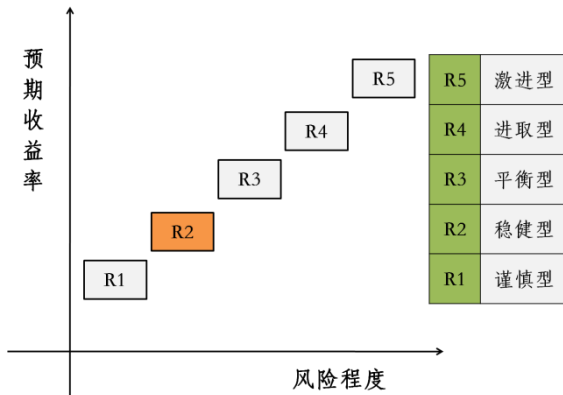 预期收益率
R5
R4
R3
R2
R1
风险程度
R5 激进型
R4 进取型
R3 平衡型
R2 稳健型
R1 谨慎型